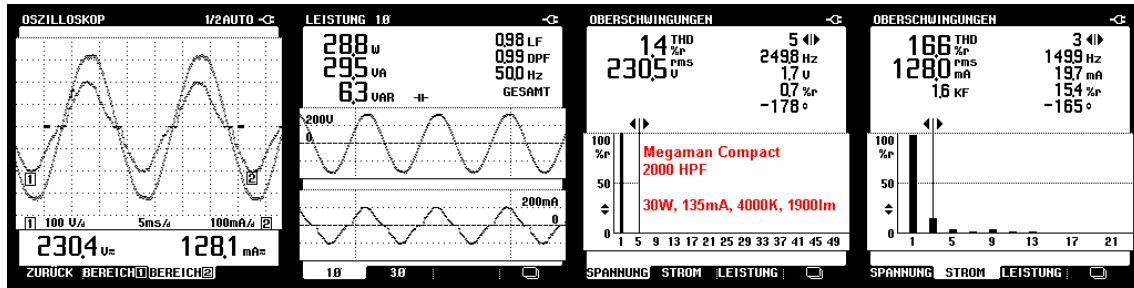 OSZILLOSKOP 1/2 AUTO
1
2
1 100 V/d 5ms/d 100mA/d 2
230.4 V≂ 128.1 mA≂
ZURÜCK BEREICH1 BEREICH2
LEISTUNG 1Ø
28.8 W 0.98 LF
29.5 VA 0.99 DPF
6.3 VAR 50.0 Hz
GESAMT
200V
0
200mA
0
1Ø 3Ø
OBERSCHWINGUNGEN
1.4 THD %r 5
230.5 rms V 249.8 Hz
1.7 V
0.7 %r
-178 °
100
%r
50
0
Megaman Compact
2000 HPF
30W, 135mA, 4000K, 1900lm
1 5 9 13 17 21 25 29 33 37 41 45 49
SPANNUNG STROM LEISTUNG
OBERSCHWINGUNGEN
16.6 THD %r 3
128.0 rms mA 149.9 Hz
1.6 KF 19.7 mA
15.4 %r
-165 °
100
%r
50
0
1 5 9 13 17 21
SPANNUNG STROM LEISTUNG